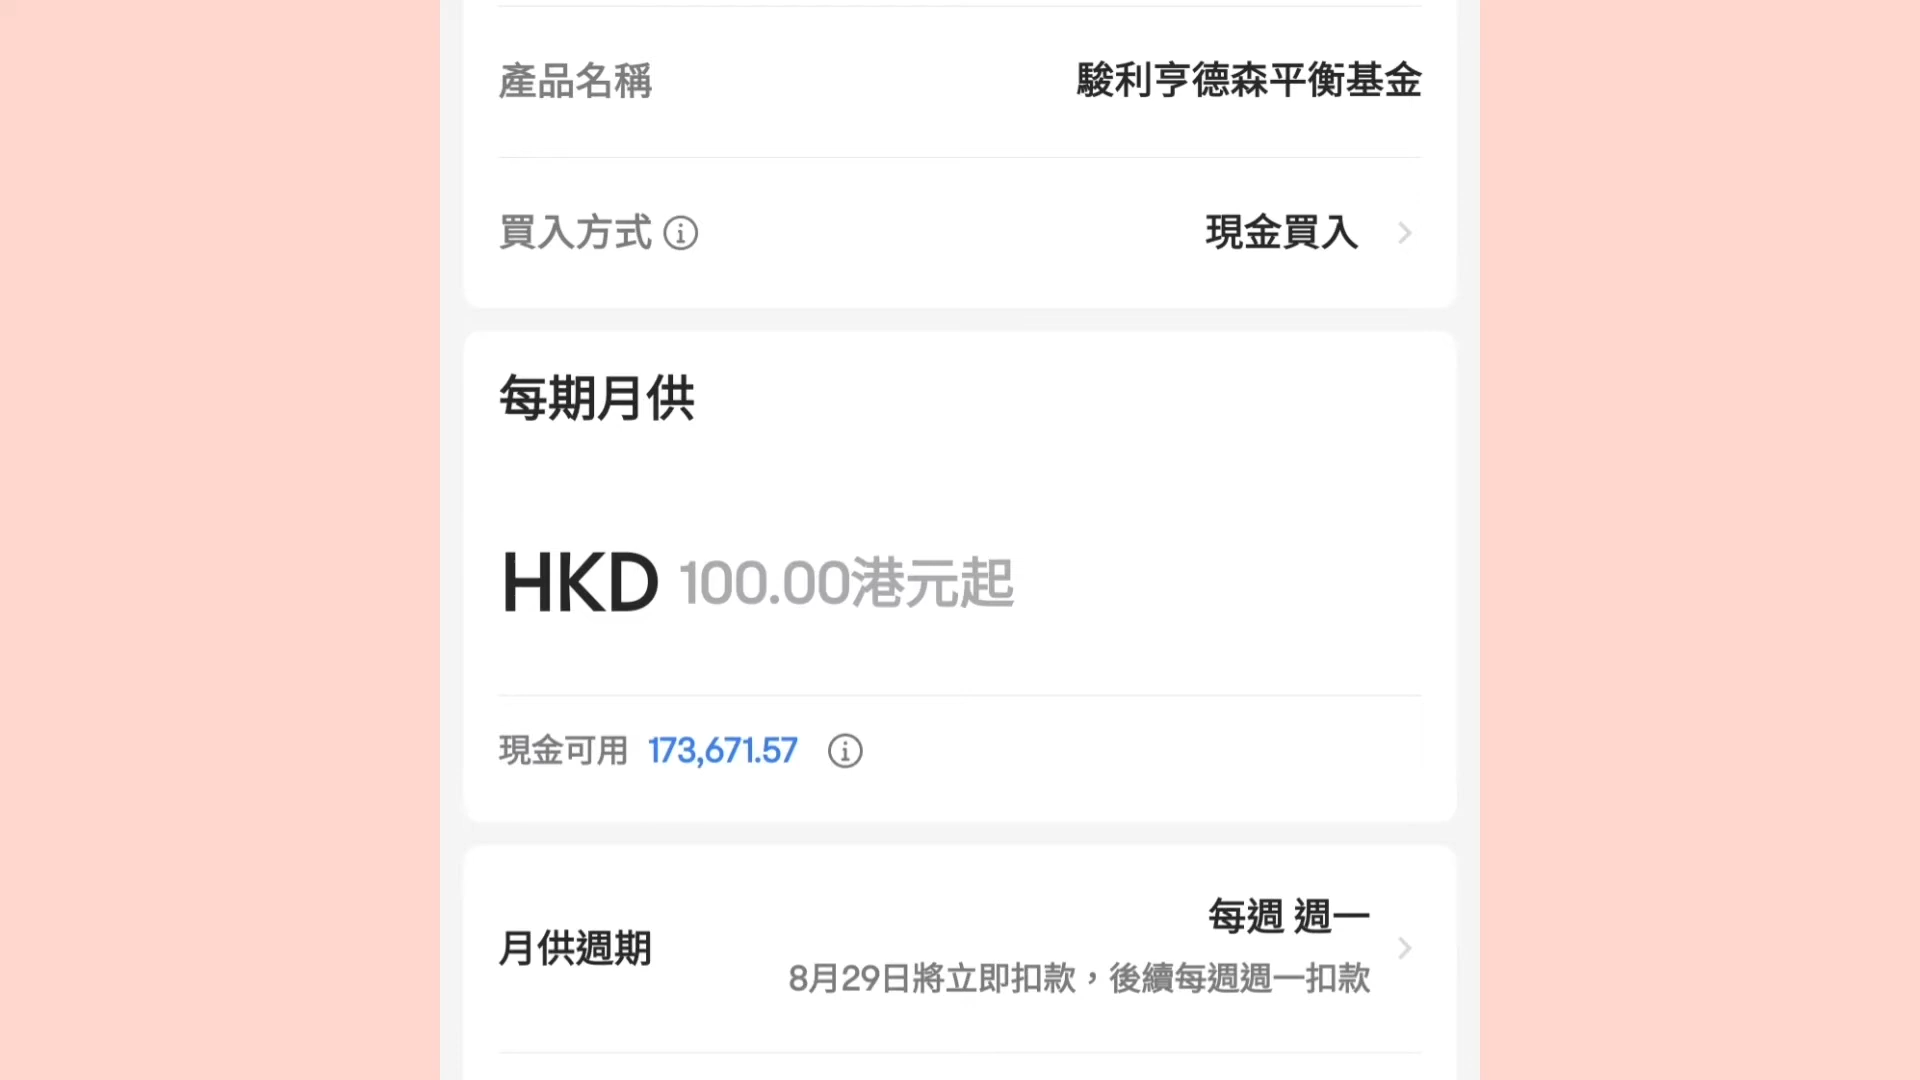 產品名稱 駿利亨德森平衡基金
買入方式 現金買入
每期月供
HKD 100.00港元起
現金可用 173,671.57
每週 週一
月供週期
8月29日將立即扣款，後續每週週一扣款